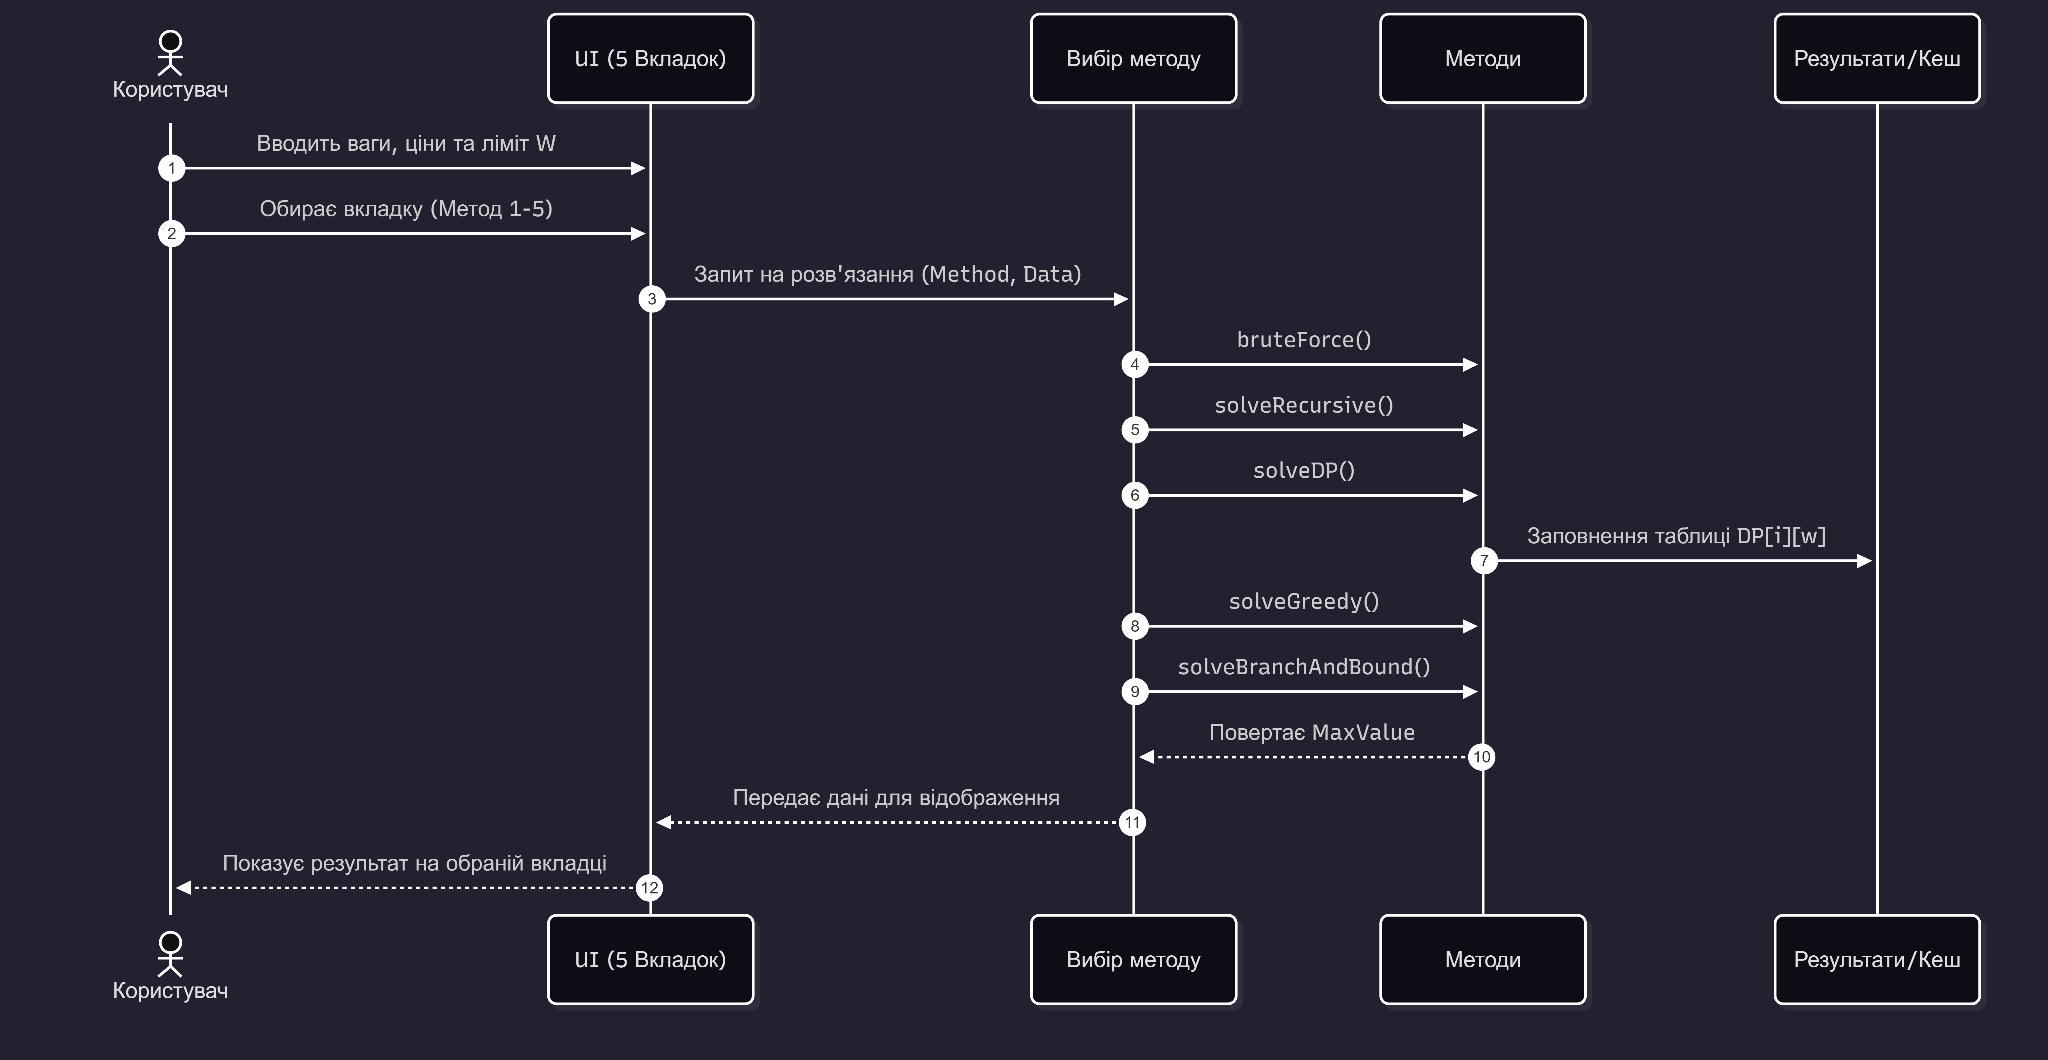 Користувач
UI (5 Вкладок)
Вибір методу
Методи
Результати/Кеш
Вводить ваги, ціни та ліміт W
1
Обирає вкладку (Метод 1-5)
2
Запит на розв'язання (Method, Data)
3
bruteForce()
4
solveRecursive()
5
solveDP()
6
Заповнення таблиці DP[i][w]
7
solveGreedy()
8
solveBranchAndBound()
9
Повертає MaxValue
10
Передає дані для відображення
11
Показує результат на обраній вкладці
12
Користувач
UI (5 Вкладок)
Вибір методу
Методи
Результати/Кеш